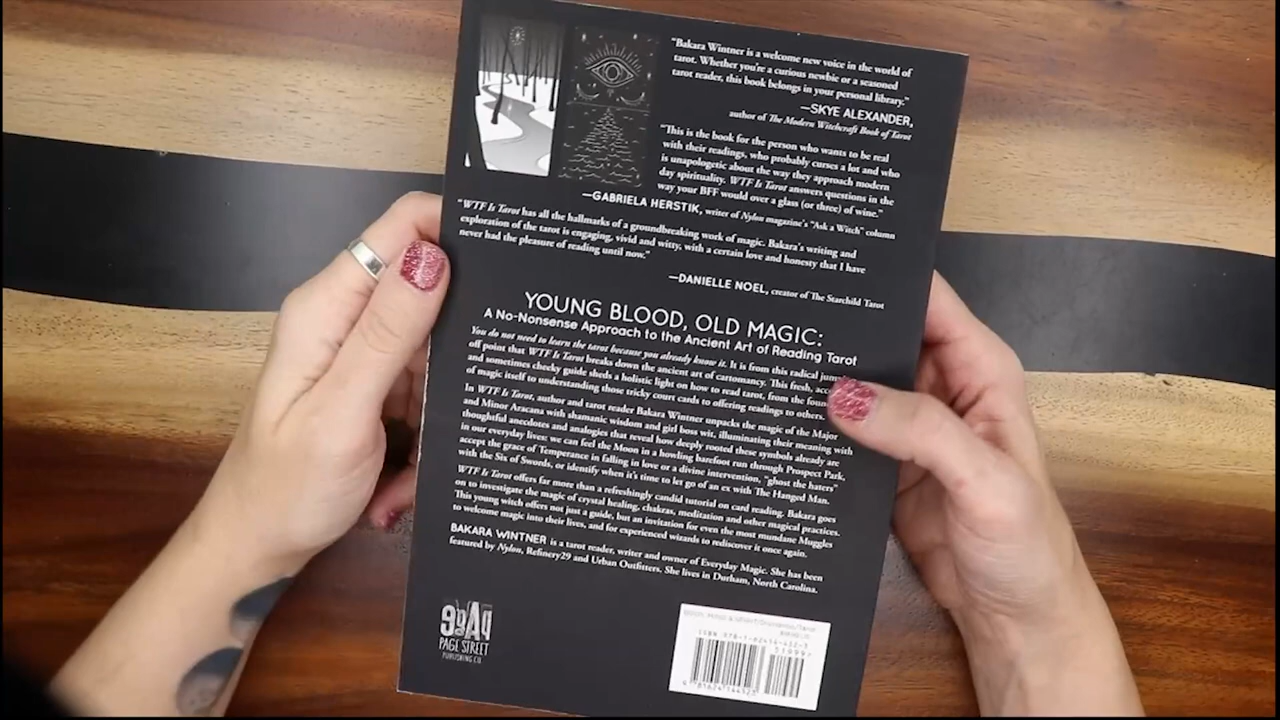 "Bakara Wintner is a welcome new voice in the world of
tarot. Whether you're a curious newbie or a seasoned
tarot reader, this book belongs in your personal library."
—SKYE ALEXANDER,
author of The Modern Witchcraft Book of Tarot
"This is the book for the person who wants to be real
with their readings, who probably curses a lot and who
is unapologetic about the way they approach modern
day spirituality. WTF Is Tarot answers questions in the
way your BFF would over a glass (or three) of wine."
—GABRIELA HERSTIK, writer of Nylon magazine's "Ask a Witch" column
"WTF Is Tarot has all the hallmarks of a groundbreaking work of magic. Bakara's writing and
exploration of the tarot is engaging, vivid and witty, with a certain love and honesty that I have
never had the pleasure of reading until now."
—DANIELLE NOEL, creator of The Starchild Tarot
YOUNG BLOOD, OLD MAGIC:
A No-Nonsense Approach to the Ancient Art of Reading Tarot
You do not need to learn the tarot because you already know it. It is from this radical
off point that WTF Is Tarot breaks down the ancient art of cartomancy. This fresh,
and sometimes cheeky guide sheds a holistic light on how to read tarot, from the
of magic itself to understanding those tricky court cards to offering readings to others.
In WTF Is Tarot, author and tarot reader Bakara Wintner unpacks the magic of the Major
and Minor Aracana with shamanic wisdom and girl boss wit, illuminating their meaning with
thoughtful anecdotes and analogies that reveal how deeply rooted these symbols already are
in our everyday lives: we can feel the Moon in a howling barefoot run through Prospect Park,
accept the grace of Temperance in falling in love or a divine intervention, "ghost the haters"
with the Six of Swords, or identify when it's time to let go of an ex with The Hanged Man.
WTF Is Tarot offers far more than a refreshingly candid tutorial on card reading. Bakara goes
on to investigate the magic of crystal healing, chakras, meditation and other magical practices.
This young witch offers not just a guide, but an invitation for even the most mundane Muggles
to welcome magic into their lives, and for experienced wizards to rediscover it once again.
BAKARA WINTNER is a tarot reader, writer and owner of Everyday Magic. She has been
featured by Nylon, Refinery29 and Urban Outfitters. She lives in Durham, North Carolina.
PAGE STREET
PUBLISHING CO.